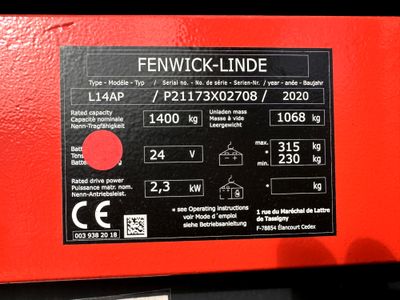 FENWICK-LINDE
Type - Modèle - Typ / Serial no. - No. de série - Serien-Nr. / year - année - Baujahr
L14AP / P21173X02708 / 2020
Rated capacity
Capacité nominale
Nenn-Tragfähigkeit
1400 kg
Unladen mass
Masse à vide
Leergewicht
1068 kg
24 V
max. * 315 kg
min. * 230 kg
Rated drive power
Puissance matr. nom.
Nenn-Antriebsleist.
2,3 kW
* kg
CE
003 938 20 18
* see Operating instructions
voir Mode d´emploi
siehe Betriebsanleitung
1 rue du Maréchal de Lattre
de Tassigny
F-78854 Élancourt Cedex